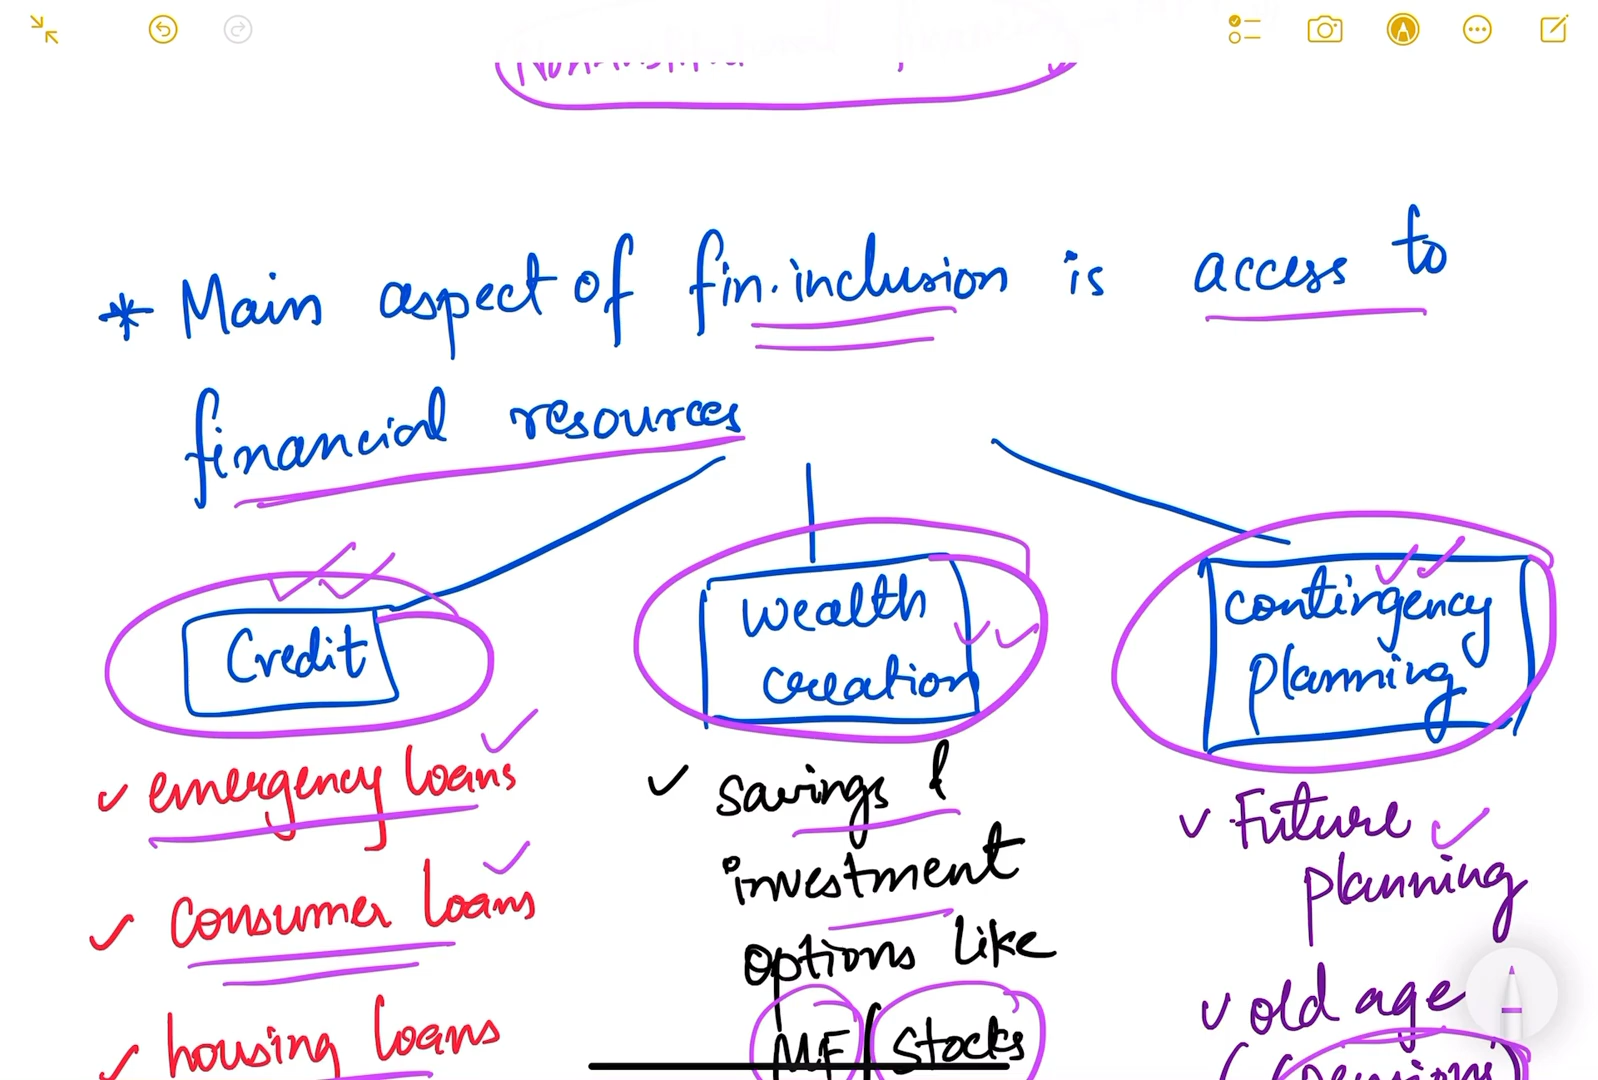 * Main aspect of fin. inclusion is access to
financial resources
Credit
Wealth
creation
contingency
planning
✓ emergency loans
✓ consumer loans
✓ housing loans
✓ savings &
investment
options like
MF / Stocks
✓ Future
planning
✓ old age
(Pensions)